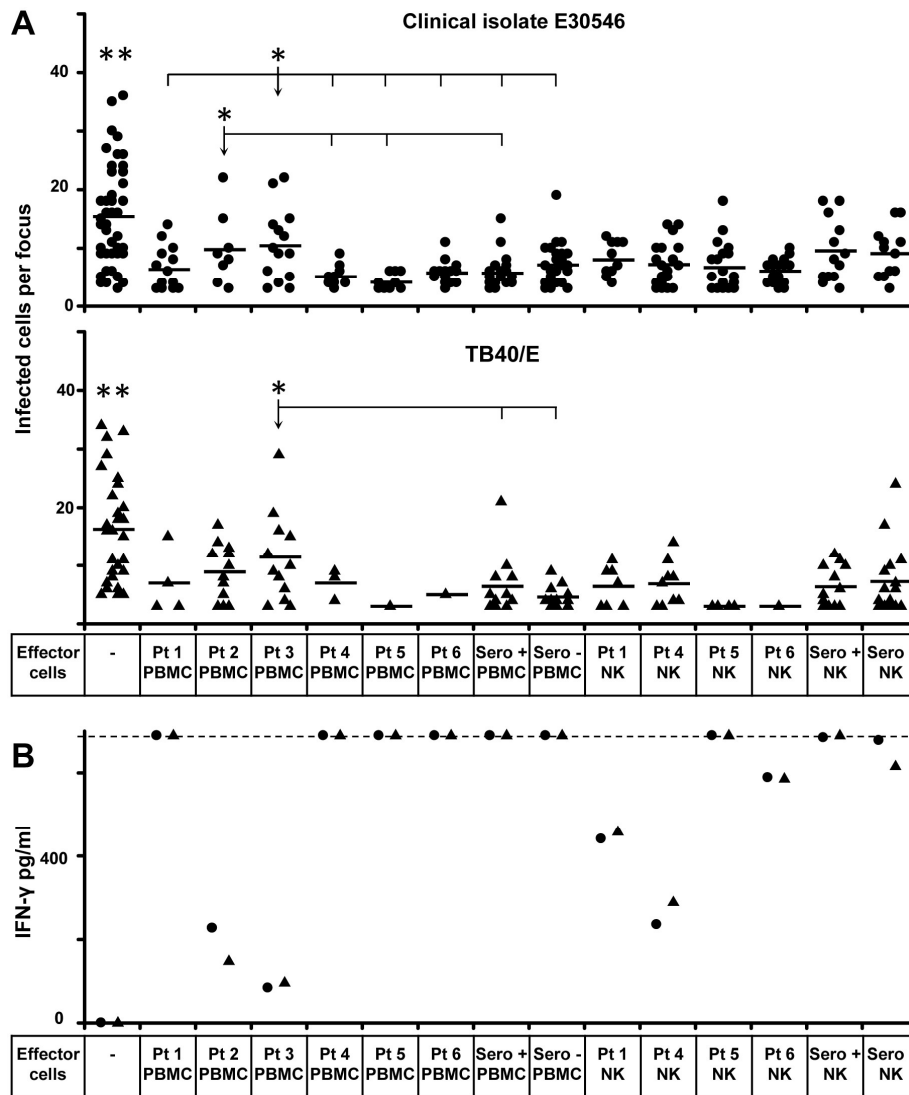 A
Clinical isolate E30546
* *
*
*
40
20
0
Infected cells per focus
TB40/E
* *
*
40
20
Effector cells
-
Pt 1 PBMC
Pt 2 PBMC
Pt 3 PBMC
Pt 4 PBMC
Pt 5 PBMC
Pt 6 PBMC
Sero + PBMC
Sero - PBMC
Pt 1 NK
Pt 4 NK
Pt 5 NK
Pt 6 NK
Sero + NK
Sero NK
B
IFN-γ pg/ml
400
0
Effector cells
-
Pt 1 PBMC
Pt 2 PBMC
Pt 3 PBMC
Pt 4 PBMC
Pt 5 PBMC
Pt 6 PBMC
Sero + PBMC
Sero - PBMC
Pt 1 NK
Pt 4 NK
Pt 5 NK
Pt 6 NK
Sero + NK
Sero NK